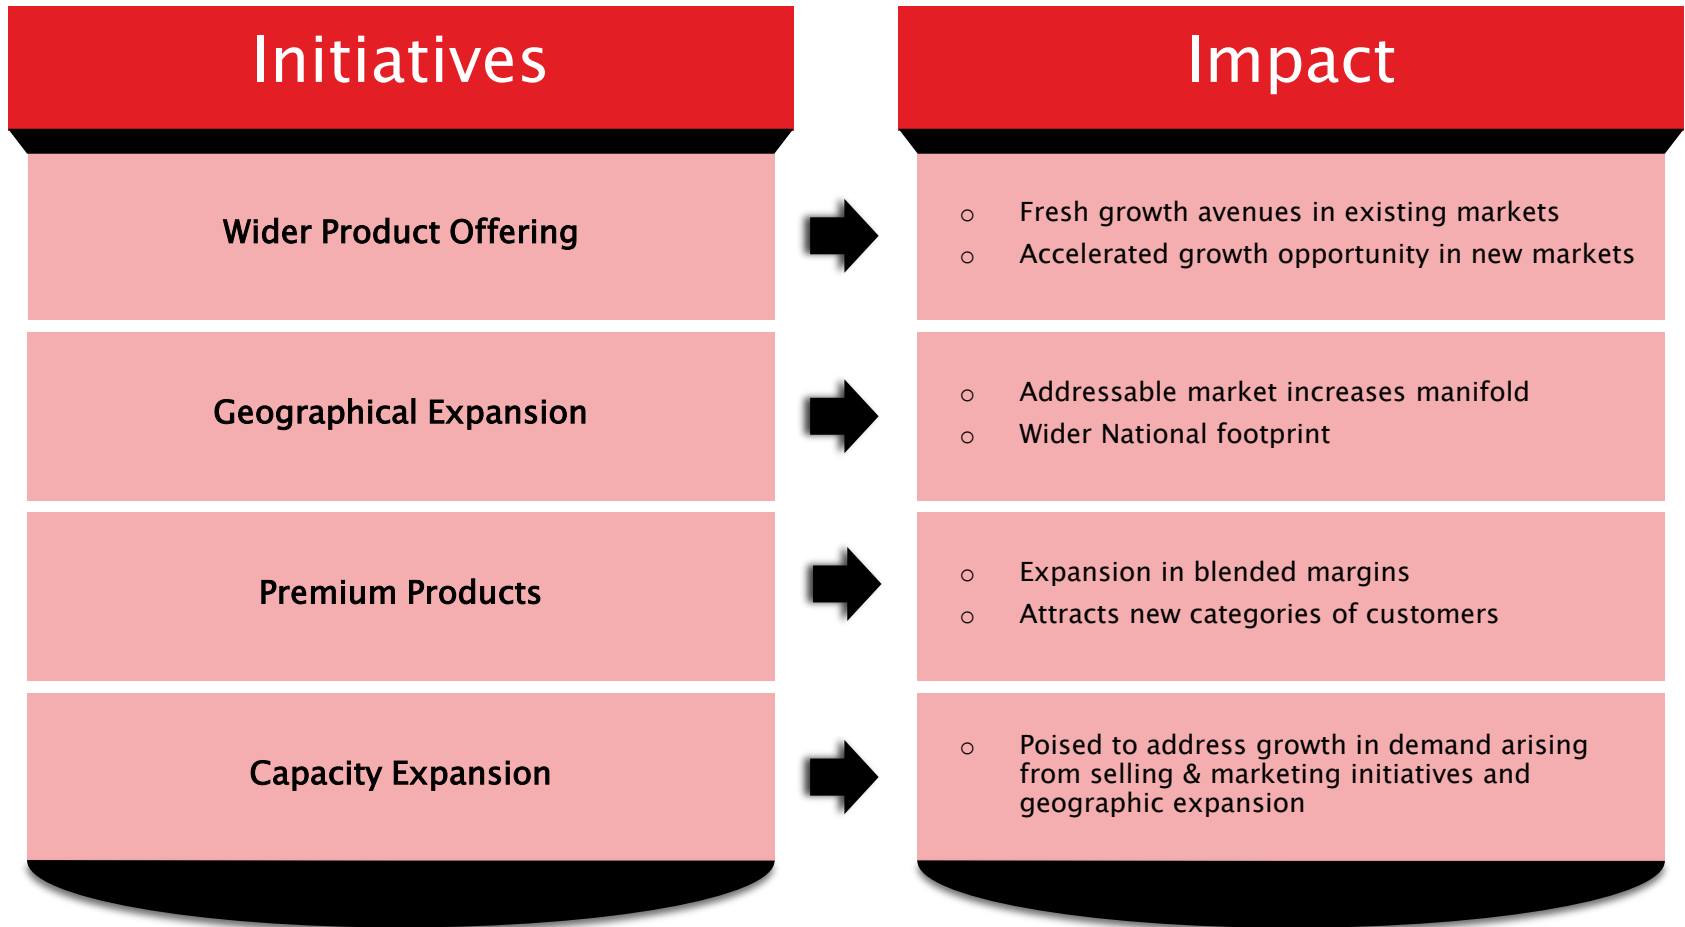 Initiatives
Impact
Wider Product Offering
○ Fresh growth avenues in existing markets
○ Accelerated growth opportunity in new markets
Geographical Expansion
○ Addressable market increases manifold
○ Wider National footprint
Premium Products
○ Expansion in blended margins
○ Attracts new categories of customers
Capacity Expansion
○ Poised to address growth in demand arising
from selling & marketing initiatives and
geographic expansion